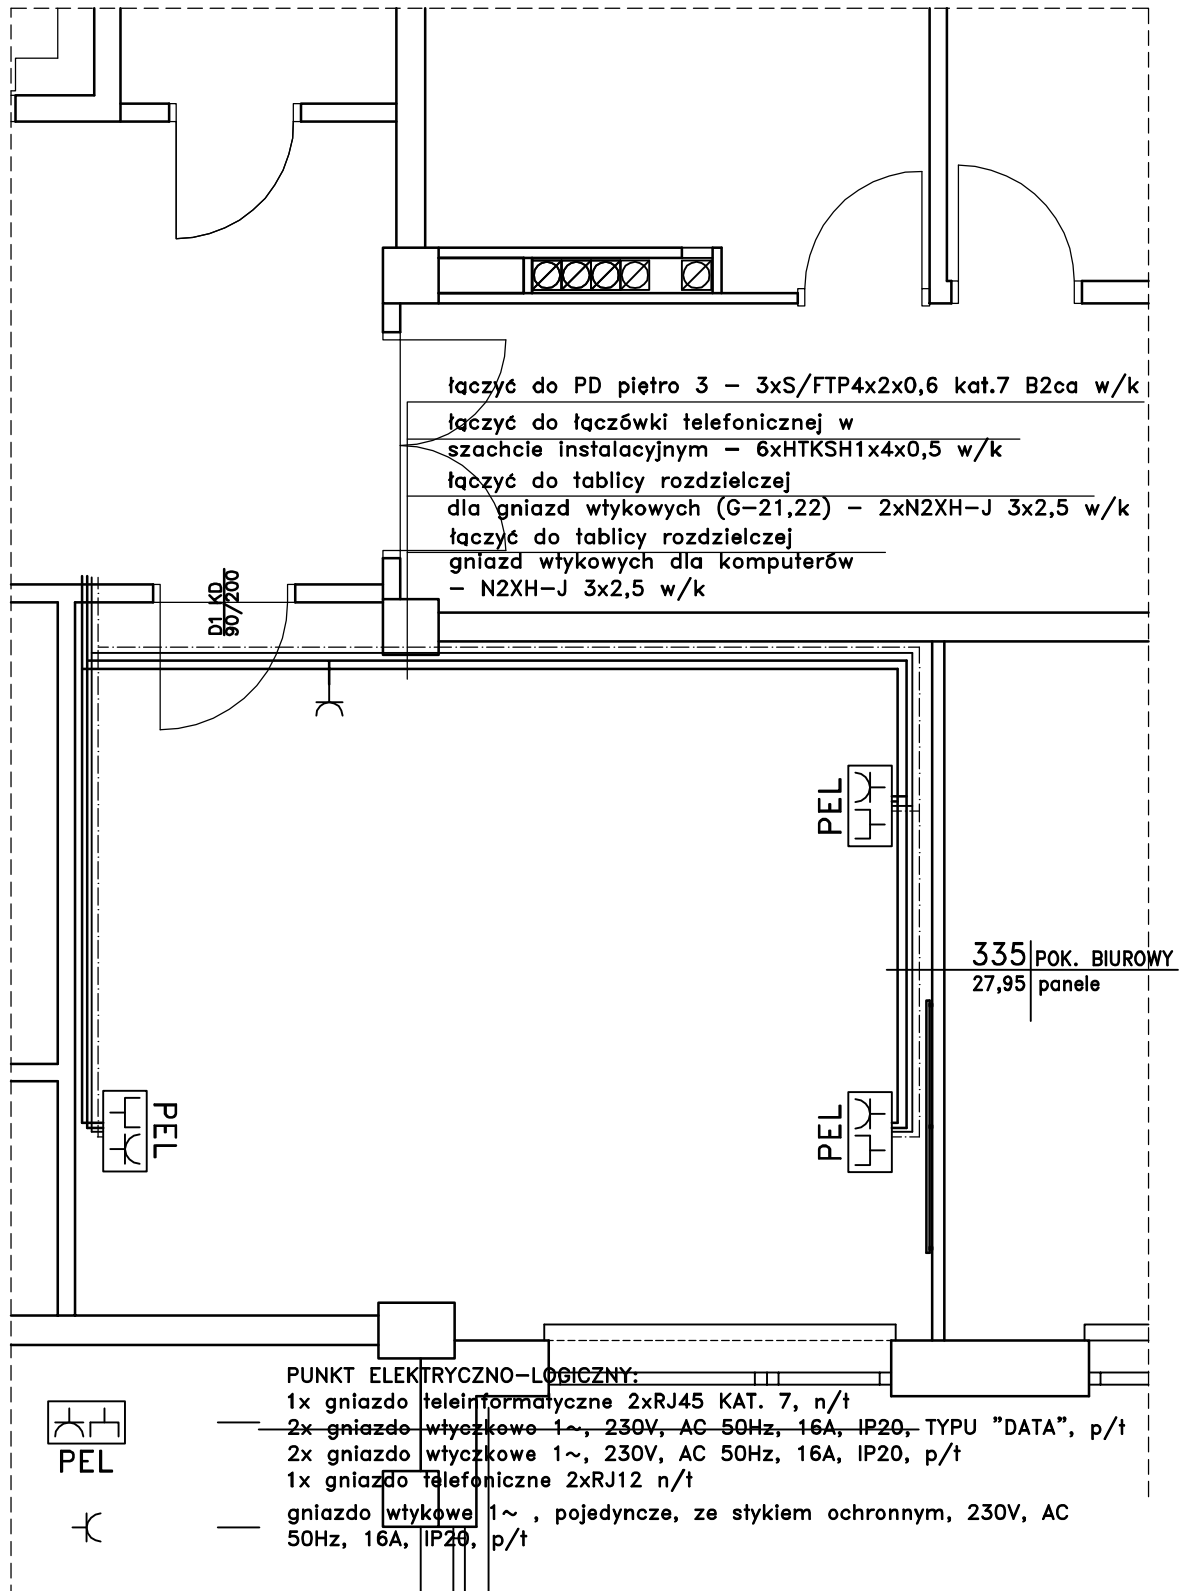 łączyć do PD piętro 3 – 3xS/FTP4x2x0,6 kat.7 B2ca w/k
łączyć do łączówki telefonicznej w
szachcie instalacyjnym – 6xHTKSH1x4x0,5 w/k
łączyć do tablicy rozdzielczej
dla gniazd wtykowych (G–21,22) – 2xN2XH–J 3x2,5 w/k
łączyć do tablicy rozdzielczej
gniazd wtykowych dla komputerów
– N2XH–J 3x2,5 w/k
D1 KD
90/200
PEL
335 POK. BIUROWY
27,95 panele
PEL
PEL
PUNKT ELEKTRYCZNO–LOGICZNY:
1x gniazdo teleinformatyczne 2xRJ45 KAT. 7, n/t
2x gniazdo wtyczkowo 1~, 230V, AC 50Hz, 16A, IP20, TYPU "DATA", p/t
2x gniazdo wtyczkowe 1~, 230V, AC 50Hz, 16A, IP20, p/t
1x gniazdo telefoniczne 2xRJ12 n/t
PEL
gniazdo wtykowe 1~ , pojedyncze, ze stykiem ochronnym, 230V, AC
50Hz, 16A, IP20, p/t